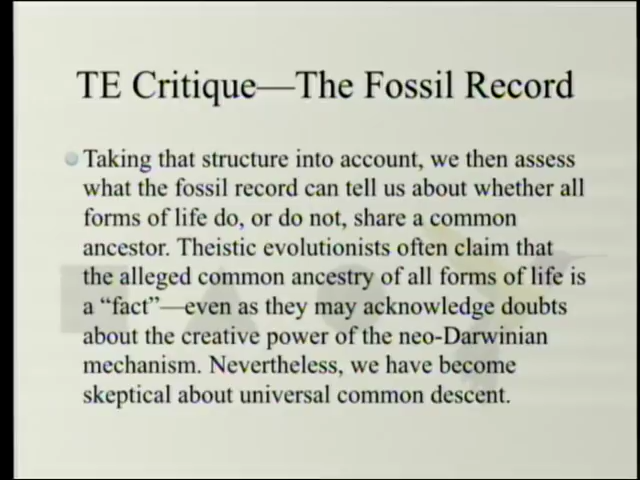 TE Critique—The Fossil Record
Taking that structure into account, we then assess
what the fossil record can tell us about whether all
forms of life do, or do not, share a common
ancestor. Theistic evolutionists often claim that
the alleged common ancestry of all forms of life is
a “fact”—even as they may acknowledge doubts
about the creative power of the neo-Darwinian
mechanism. Nevertheless, we have become
skeptical about universal common descent.